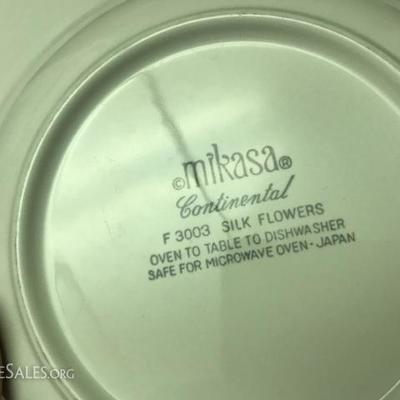 ©mikasa®
Continental
F 3003 SILK FLOWERS
OVEN TO TABLE TO DISHWASHER
SAFE FOR MICROWAVE OVEN - JAPAN
ESALES.ORG